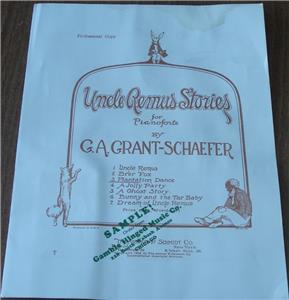 Professional Copy
Uncle Remus Stories
for
Pianoforte
BY
G.A. GRANT-SCHAEFER
1 Uncle Remus
2. Brer Fox
3. Plantation Dance
4 A Jolly Party
5 A Ghost Story.
6 Bunny and the Tar Baby
7 Dream of Uncle Remus
SAMPLE!
Gamble Hinged Music Co.
CHICAGO